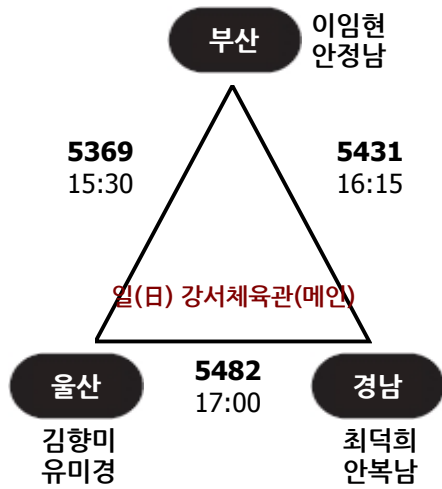 부산
이임현
안정남
5369
15:30
5431
16:15
일(日) 강서체육관(메인)
울산
5482
17:00
경남
김향미
유미경
최덕희
안복남